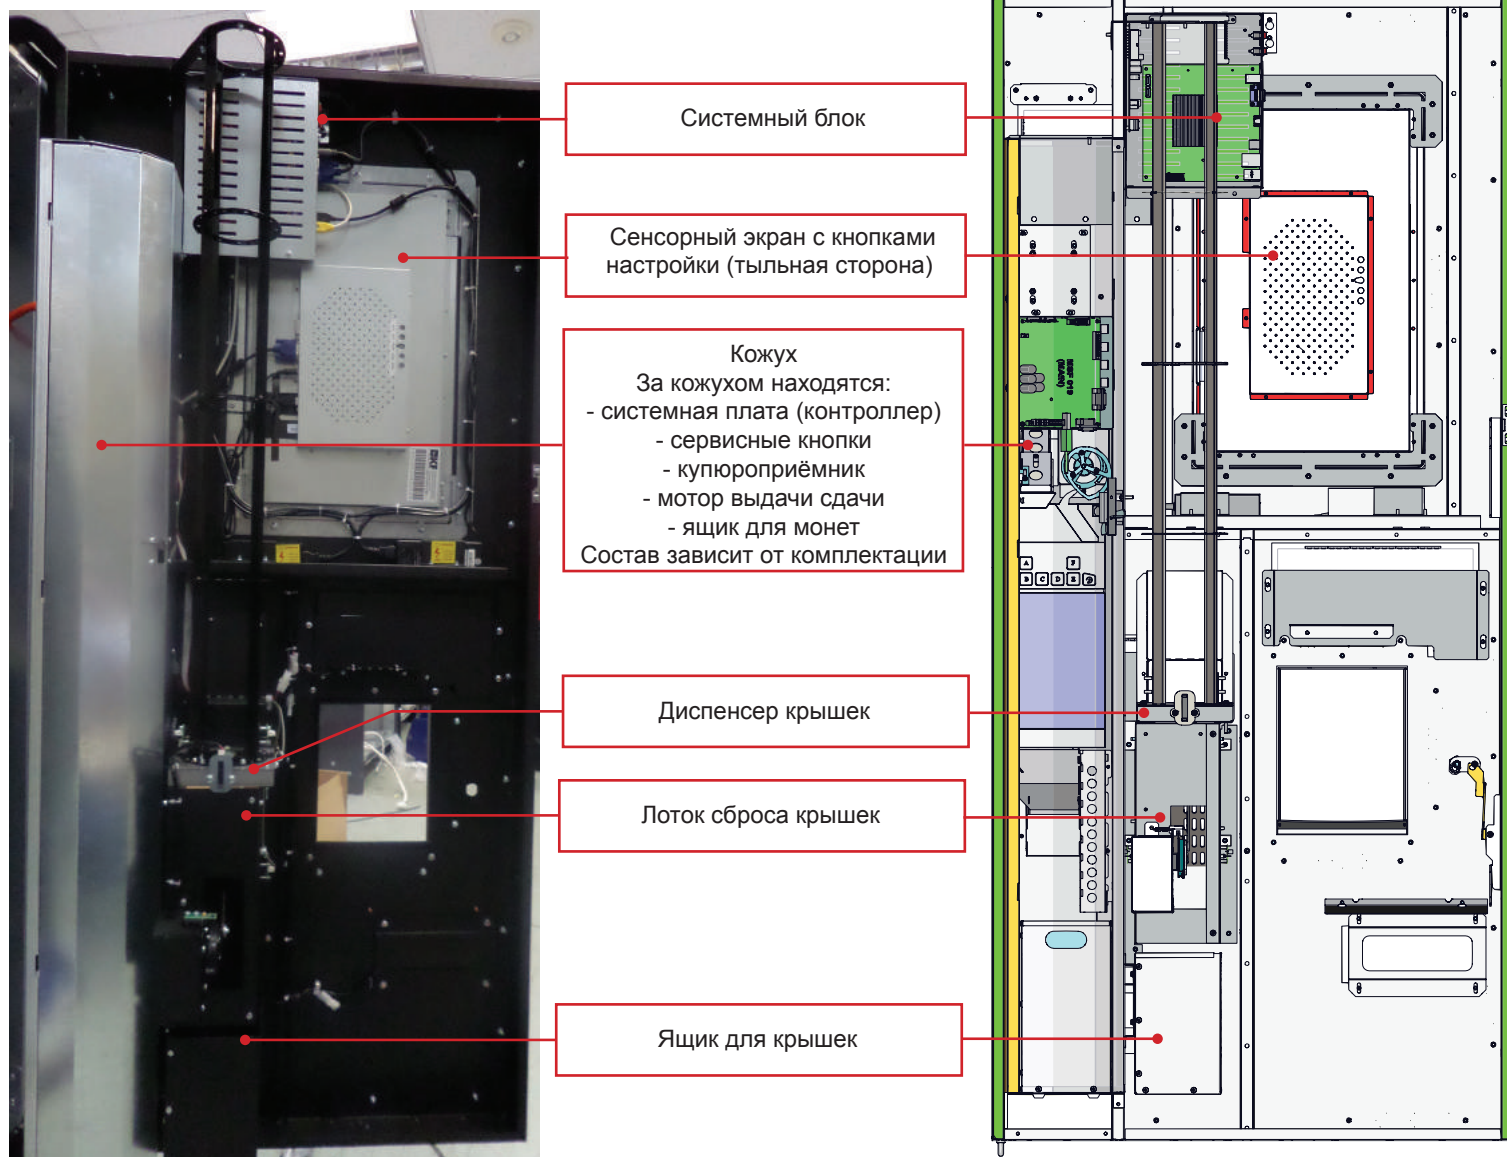 Системный блок
Сенсорный экран с кнопками
настройки (тыльная сторона)
Кожух
За кожухом находятся:
- системная плата (контроллер)
- сервисные кнопки
- купюроприёмник
- мотор выдачи сдачи
- ящик для монет
Состав зависит от комплектации
A F
B C D E
Диспенсер крышек
Лоток сброса крышек
Ящик для крышек